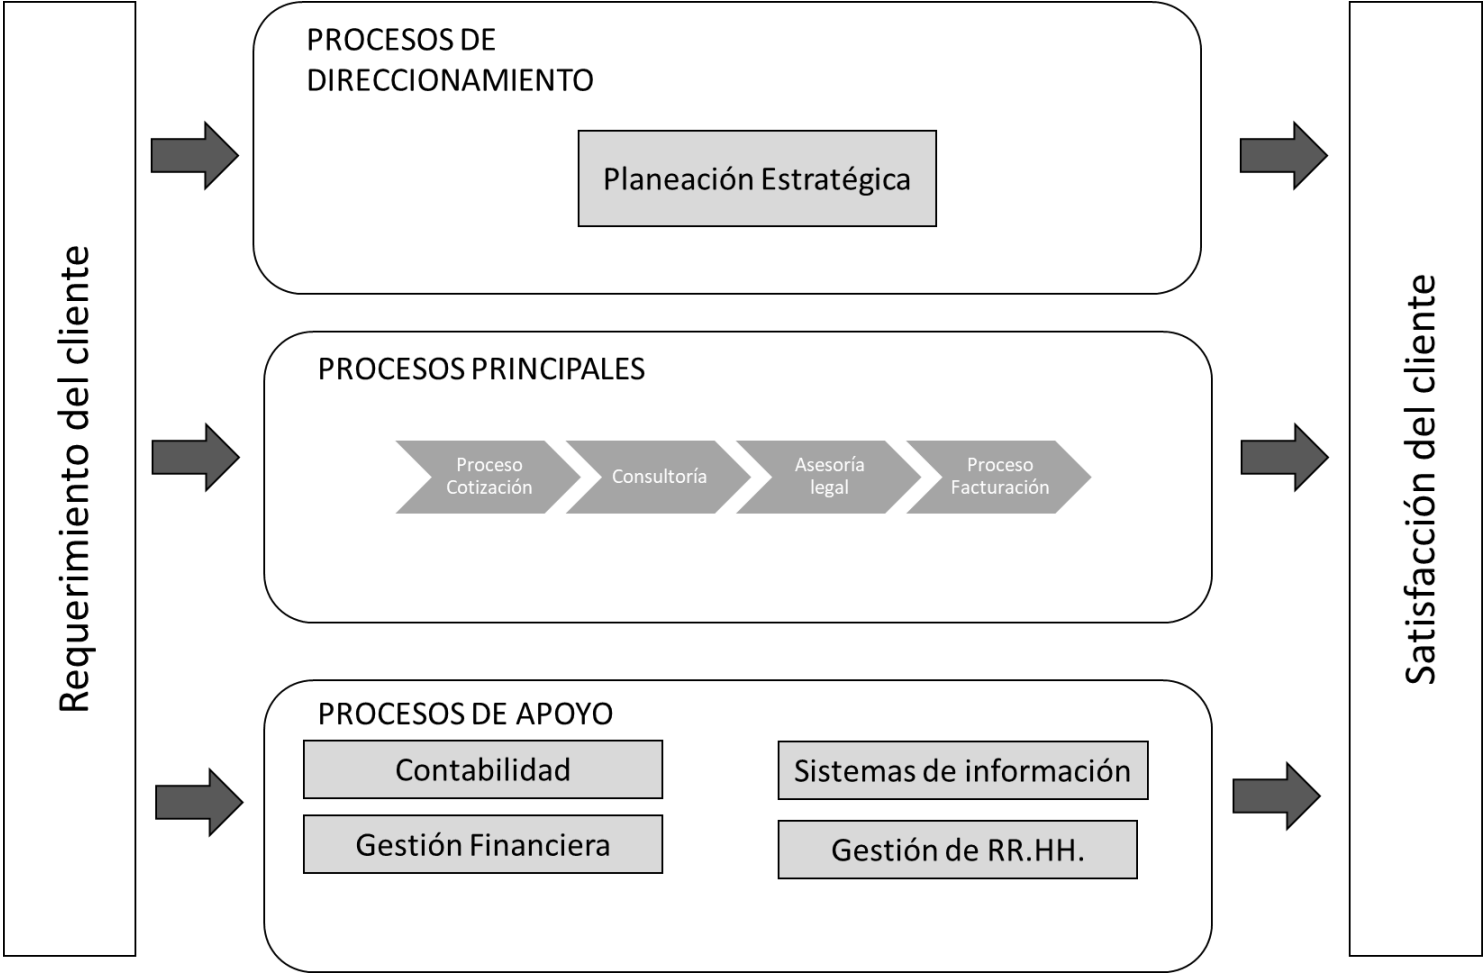 Requerimiento del cliente
PROCESOS DE
DIRECCIONAMIENTO
Planeación Estratégica
PROCESOS PRINCIPALES
Proceso
Cotización
Consultoría
Asesoría
legal
Proceso
Facturación
PROCESOS DE APOYO
Contabilidad
Sistemas de información
Gestión Financiera
Gestión de RR.HH.
Satisfacción del cliente